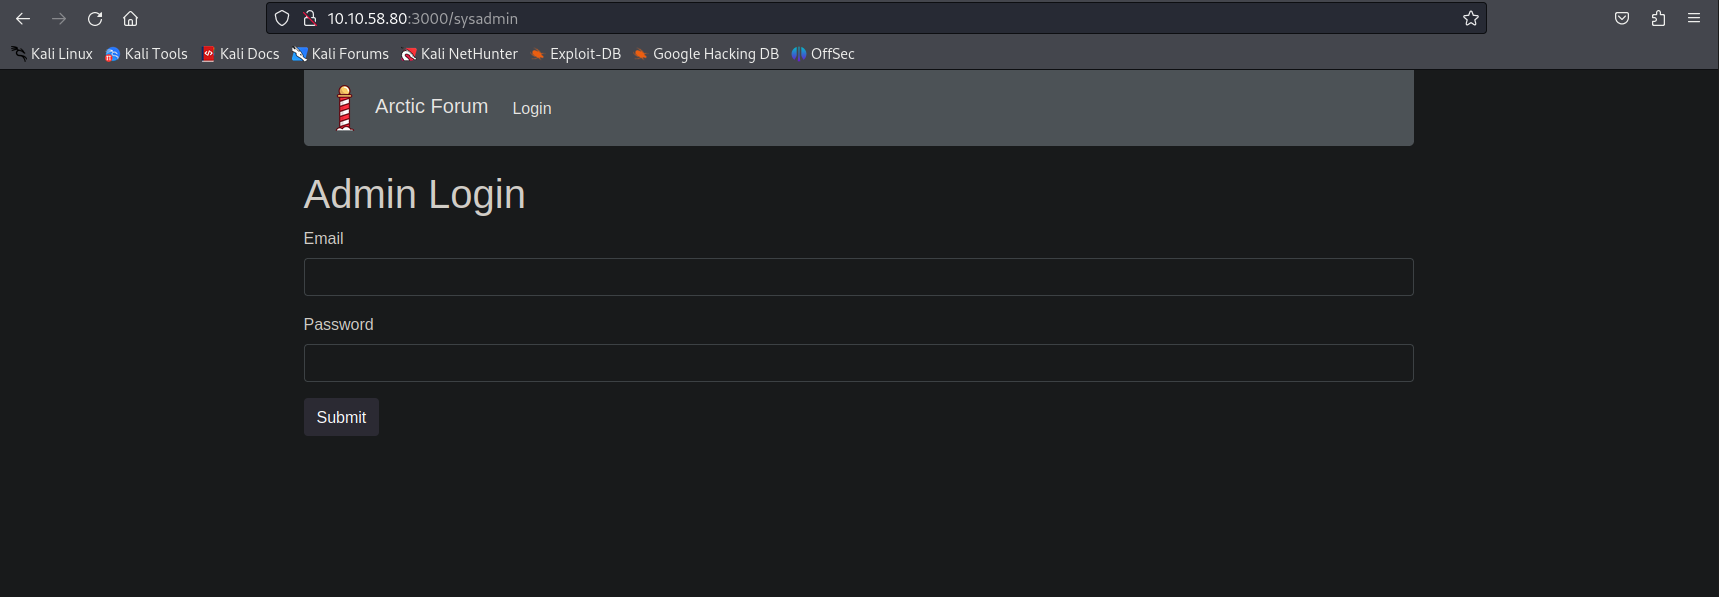 10.10.58.80:3000/sysadmin
Kali Linux Kali Tools Kali Docs Kali Forums Kali NetHunter Exploit-DB Google Hacking DB OffSec
Arctic Forum Login
Admin Login
Email
Password
Submit